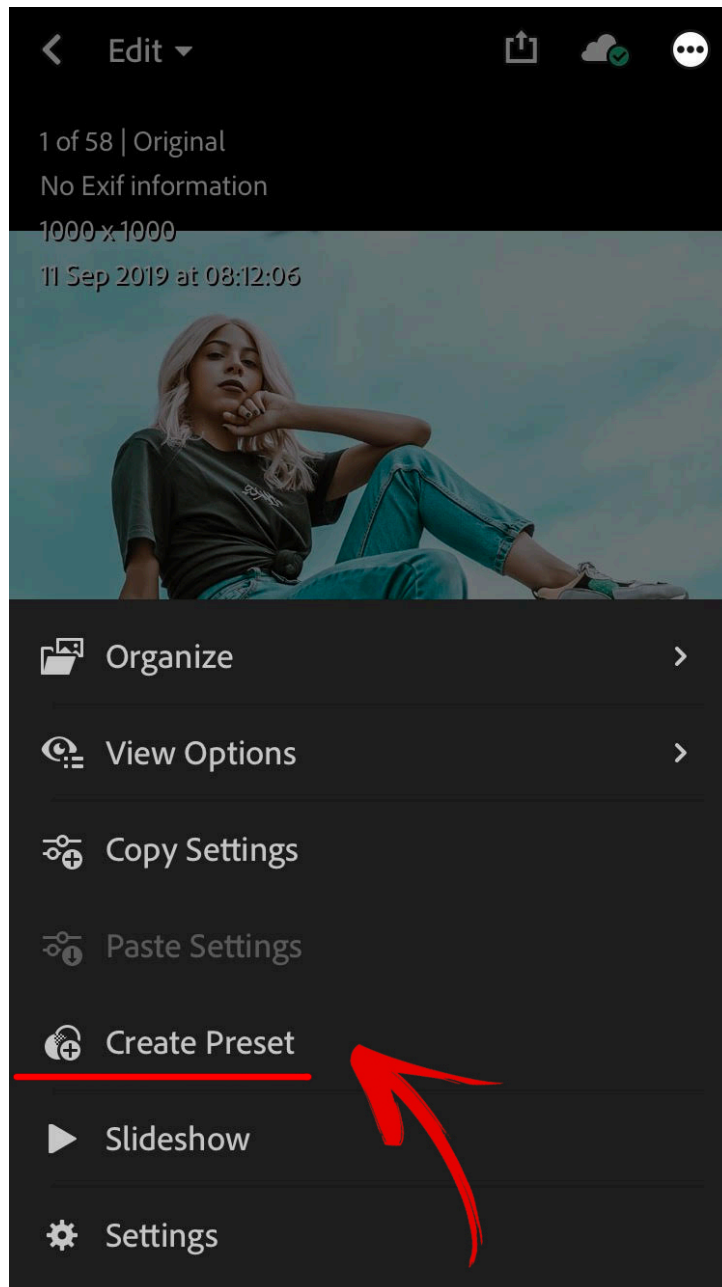 Edit
1 of 58 | Original
No Exif information
1000 x 1000
11 Sep 2019 at 08:12:06
Organize
View Options
Copy Settings
Paste Settings
Create Preset
Slideshow
Settings